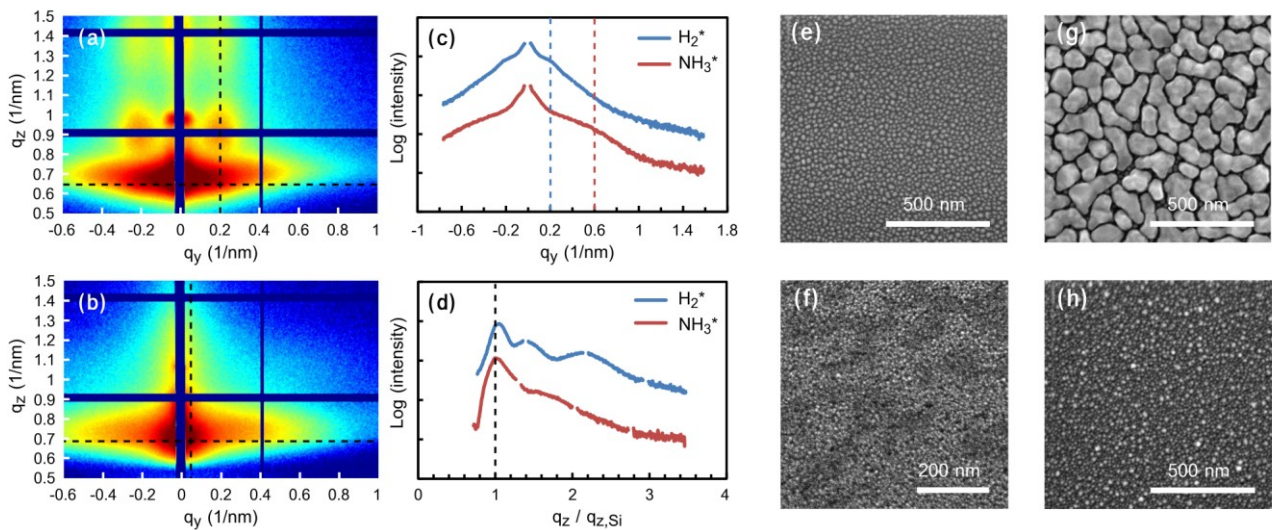 (a)
1.5
1.4
1.3
1.2
1.1
1
0.9
0.8
0.7
0.6
0.5
q_z (1/nm)
-0.6 -0.4 -0.2 0 0.2 0.4 0.6 0.8 1
q_y (1/nm)
(b)
1.5
1.4
1.3
1.2
1.1
1
0.9
0.8
0.7
0.6
0.5
q_z (1/nm)
-0.6 -0.4 -0.2 0 0.2 0.4 0.6 0.8 1
q_y (1/nm)
(c)
H₂*
NH₃*
Log (intensity)
-1 -0.6 -0.2 0.2 0.6 1 1.4 1.8
q_y (1/nm)
(d)
H₂*
NH₃*
Log (intensity)
0 1 2 3 4
q_z / q_z,Si
(e)
500 nm
(f)
200 nm
(g)
500 nm
(h)
500 nm